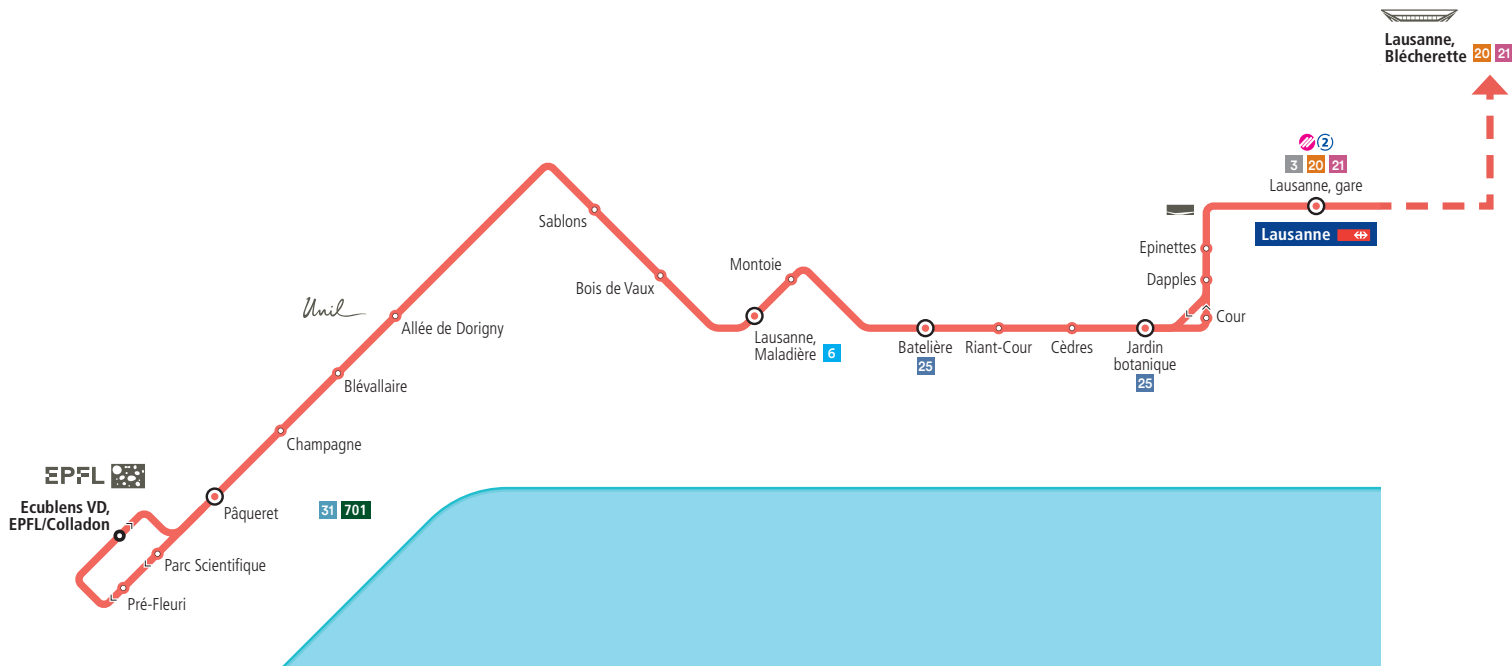 Lausanne,
Blécherette 20 21
2
3 20 21
Lausanne, gare
Lausanne
Epinettes
Dapples
Cour
Sablons
Bois de Vaux
Montoie
Lausanne,
Maladière 6
Batelière
25
Riant-Cour
Cèdres
Jardin
botanique
25
Unil
Allée de Dorigny
Blévallaire
Champagne
EPFL
Ecublens VD,
EPFL/Colladon
Pâqueret
31 701
Parc Scientifique
Pré-Fleuri